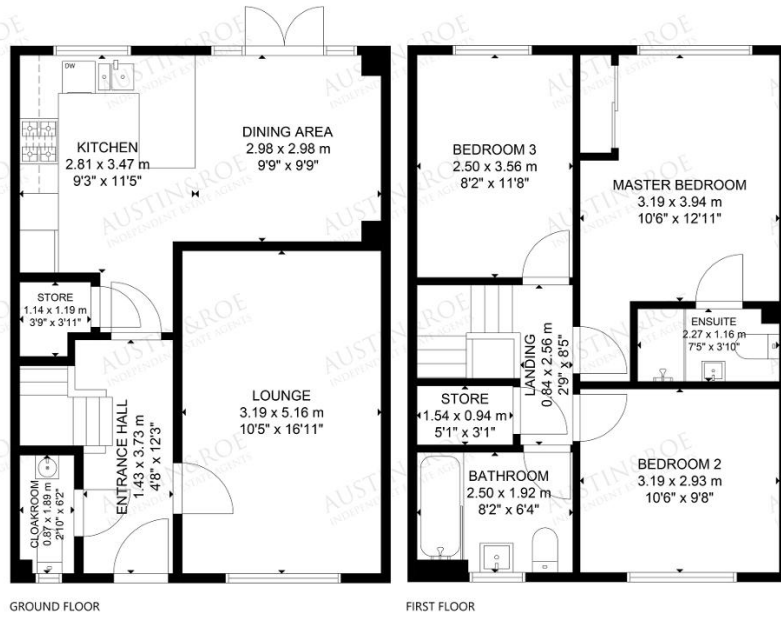 DW
KITCHEN
2.81 x 3.47 m
9'3" x 11'5"
DINING AREA
2.98 x 2.98 m
9'9" x 9'9"
STORE
1.14 x 1.19 m
3'9" x 3'11"
LOUNGE
3.19 x 5.16 m
10'5" x 16'11"
ENTRANCE HALL
1.43 x 3.73 m
4'8" x 12'3"
CLOAKROOM
0.87 x 1.89 m
2'10" x 6'2"
GROUND FLOOR
BEDROOM 3
2.50 x 3.56 m
8'2" x 11'8"
MASTER BEDROOM
3.19 x 3.94 m
10'6" x 12'11"
ENSUITE
2.27 x 1.16 m
7'5" x 3'10"
LANDING
0.84 x 2.56 m
2'9" x 8'5"
STORE
1.54 x 0.94 m
5'1" x 3'1"
BATHROOM
2.50 x 1.92 m
8'2" x 6'4"
BEDROOM 2
3.19 x 2.93 m
10'6" x 9'8"
FIRST FLOOR
AUSTIN&ROE
INDEPENDENT ESTATE AGENTS